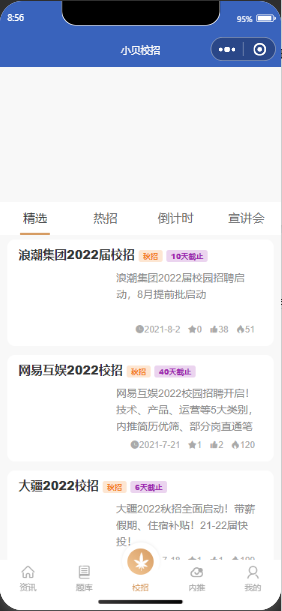 8:56
95%
小贝校招
精选 热招 倒计时 宣讲会
浪潮集团2022届校招 秋招 10天截止
浪潮集团2022届校园招聘启
动，8月提前批启动
2021-8-2 0 38 51
网易互娱2022校招 秋招 40天截止
网易互娱2022校园招聘开启！
技术、产品、运营等5大类别，
内推简历优筛、部分岗直通笔
2021-7-21 1 2 120
大疆2022校招 秋招 6天截止
大疆2022秋招全面启动！带薪
假期、住宿补贴！21-22届快
投！
资讯 题库 校招 内推 我的